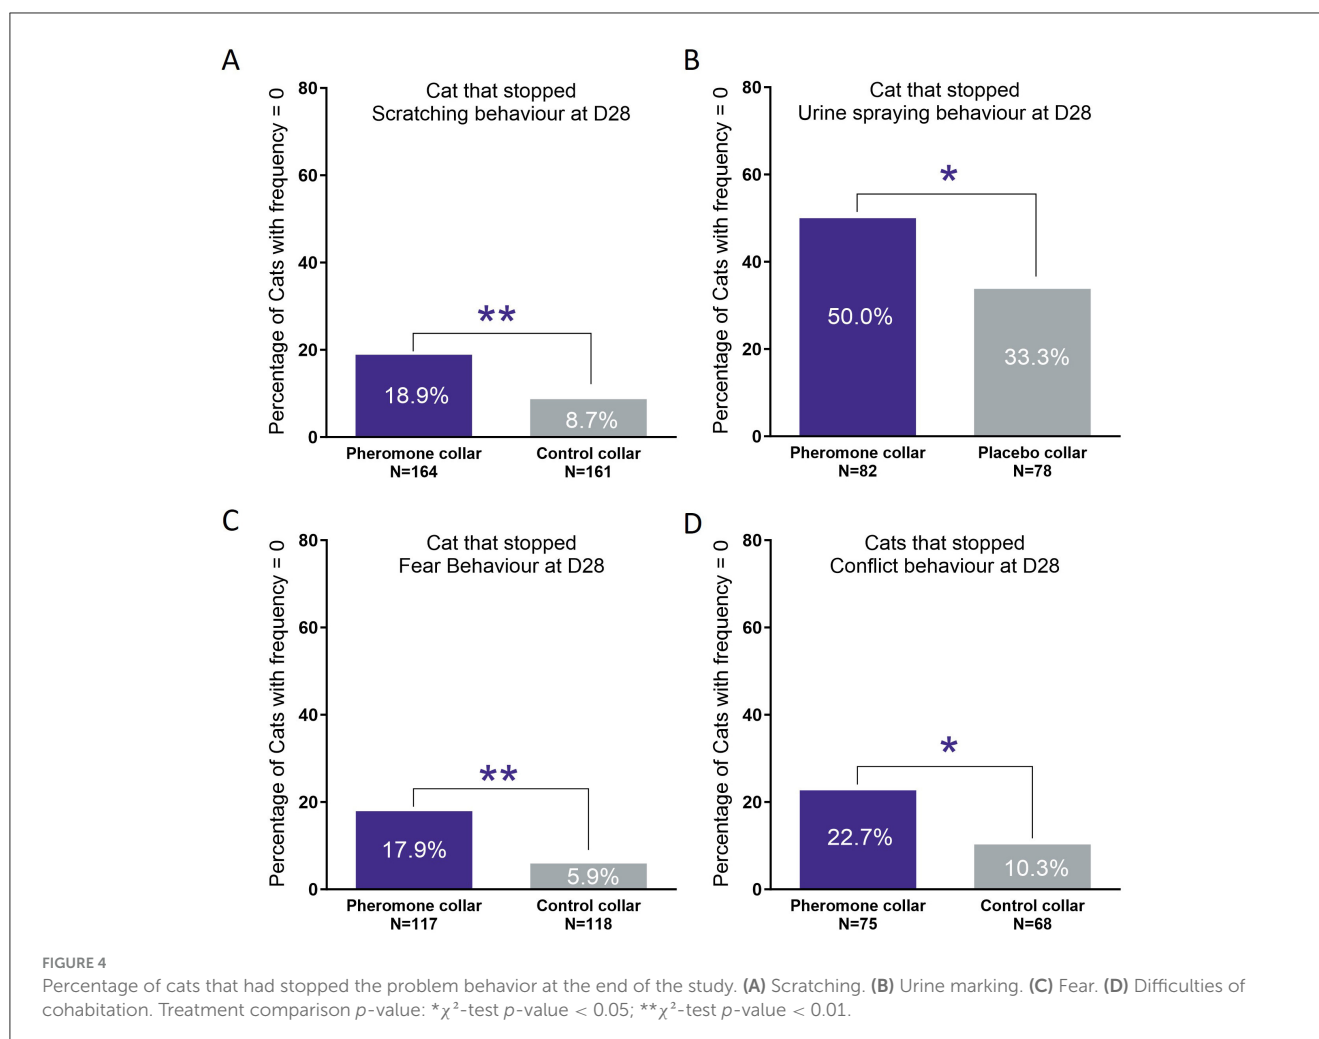 A
Cat that stopped
Scratching behaviour at D28
Percentage of Cats with frequency = 0
80
60
40
20
0
**
18.9%
8.7%
Pheromone collar
N=164
Control collar
N=161
B
Cat that stopped
Urine spraying behaviour at D28
Percentage of Cats with frequency = 0
80
60
40
20
0
*
50.0%
33.3%
Pheromone collar
N=82
Placebo collar
N=78
C
Cat that stopped
Fear Behaviour at D28
Percentage of Cats with frequency = 0
80
60
40
20
0
**
17.9%
5.9%
Pheromone collar
N=117
Control collar
N=118
D
Cats that stopped
Conflict behaviour at D28
Percentage of Cats with frequency = 0
80
60
40
20
0
*
22.7%
10.3%
Pheromone collar
N=75
Control collar
N=68
FIGURE 4
Percentage of cats that had stopped the problem behavior at the end of the study. (A) Scratching. (B) Urine marking. (C) Fear. (D) Difficulties of
cohabitation. Treatment comparison p-value: *χ²-test p-value < 0.05; **χ²-test p-value < 0.01.